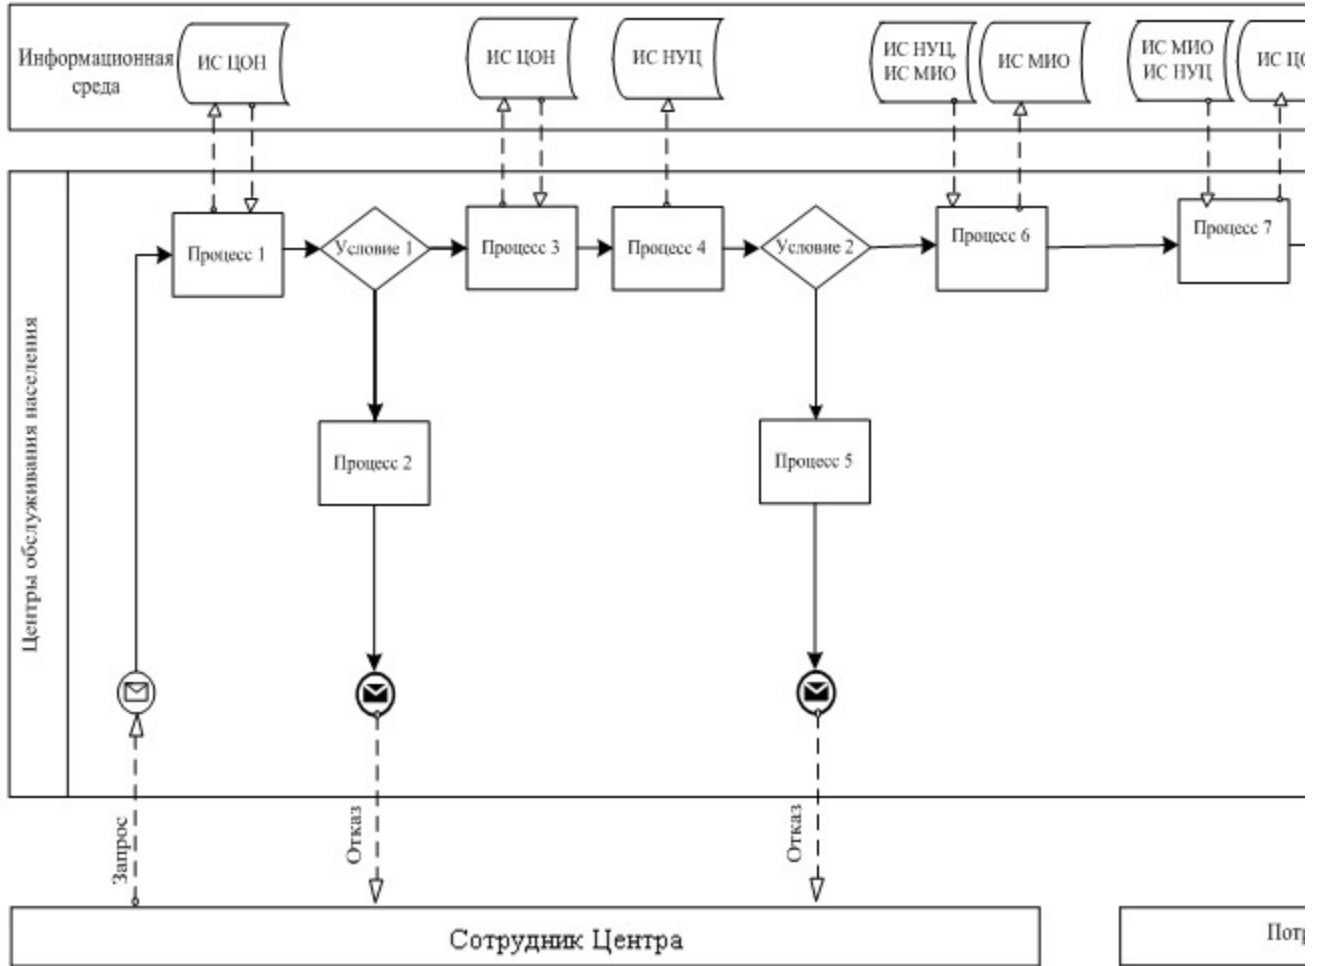 Информационная
среда
ИС ЦОН
ИС ЦОН
ИС НУЦ
ИС НУЦ,
ИС МИО
ИС МИО
ИС МИО
ИС НУЦ
ИС
Процесс 1
Условие 1
Процесс 3
Процесс 4
Условие 2
Процесс 6
Процесс 7
Центры обслуживания населения
Процесс 2
Процесс 5
Запрос
Отказ
Отказ
Сотрудник Центра